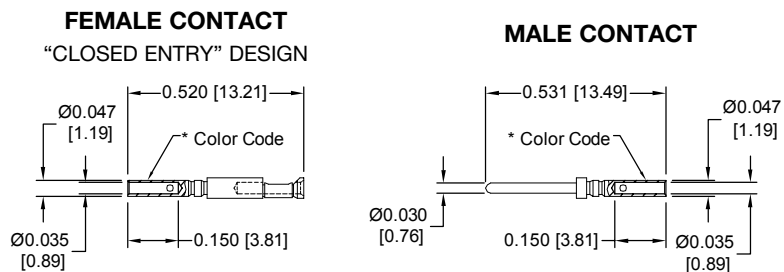 FEMALE CONTACT
“CLOSED ENTRY” DESIGN
0.520 [13.21]
Ø0.047
[1.19]
* Color Code
Ø0.035
[0.89]
0.150 [3.81]
MALE CONTACT
0.531 [13.49]
Ø0.047
[1.19]
* Color Code
Ø0.030
[0.76]
0.150 [3.81]
Ø0.035
[0.89]